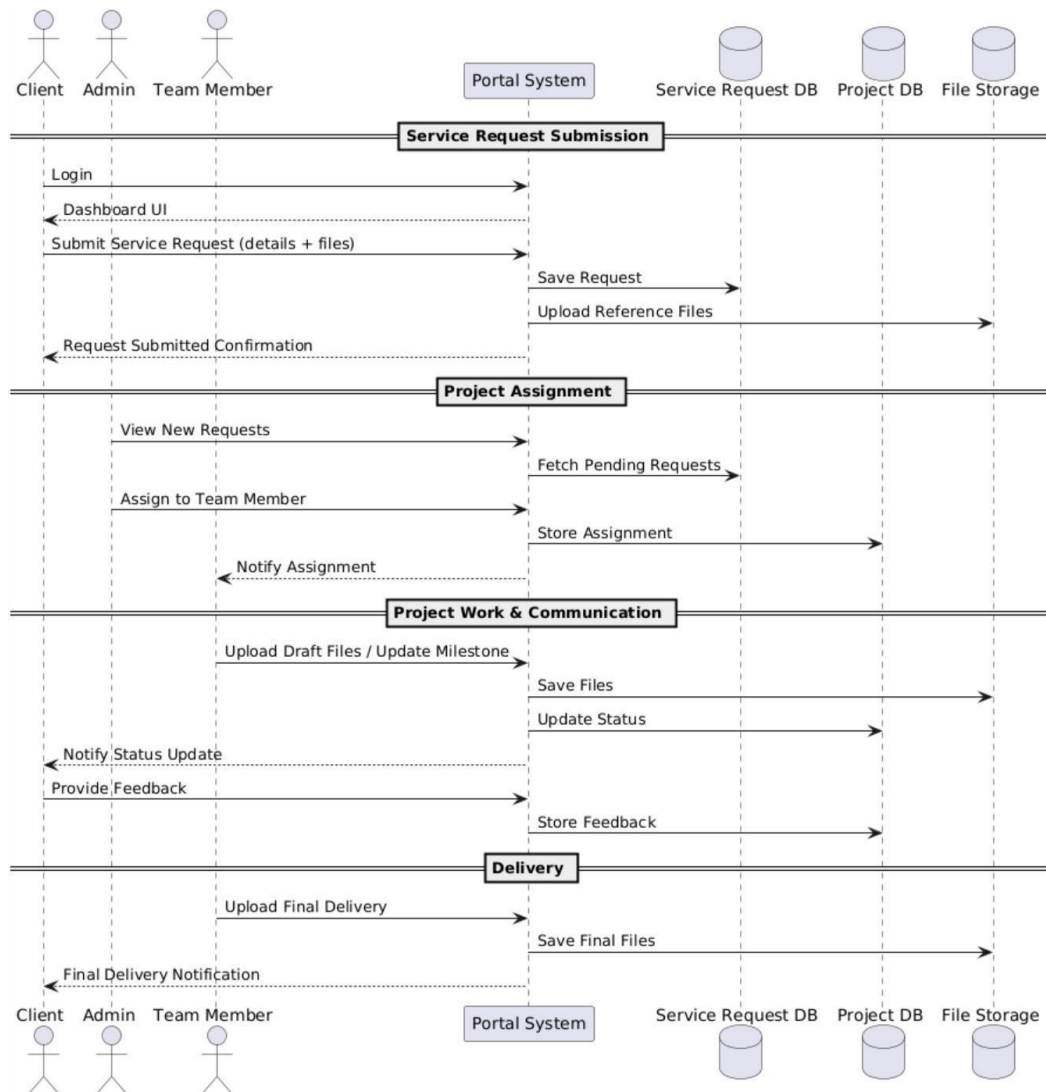 Client Admin Team Member Portal System Service Request DB Project DB File Storage
Service Request Submission
Login
Dashboard UI
Submit Service Request (details + files)
Save Request
Upload Reference Files
Request Submitted Confirmation
Project Assignment
View New Requests
Fetch Pending Requests
Assign to Team Member
Store Assignment
Notify Assignment
Project Work & Communication
Upload Draft Files / Update Milestone
Save Files
Update Status
Notify Status Update
Provide Feedback
Store Feedback
Delivery
Upload Final Delivery
Save Final Files
Final Delivery Notification
Client Admin Team Member Portal System Service Request DB Project DB File Storage